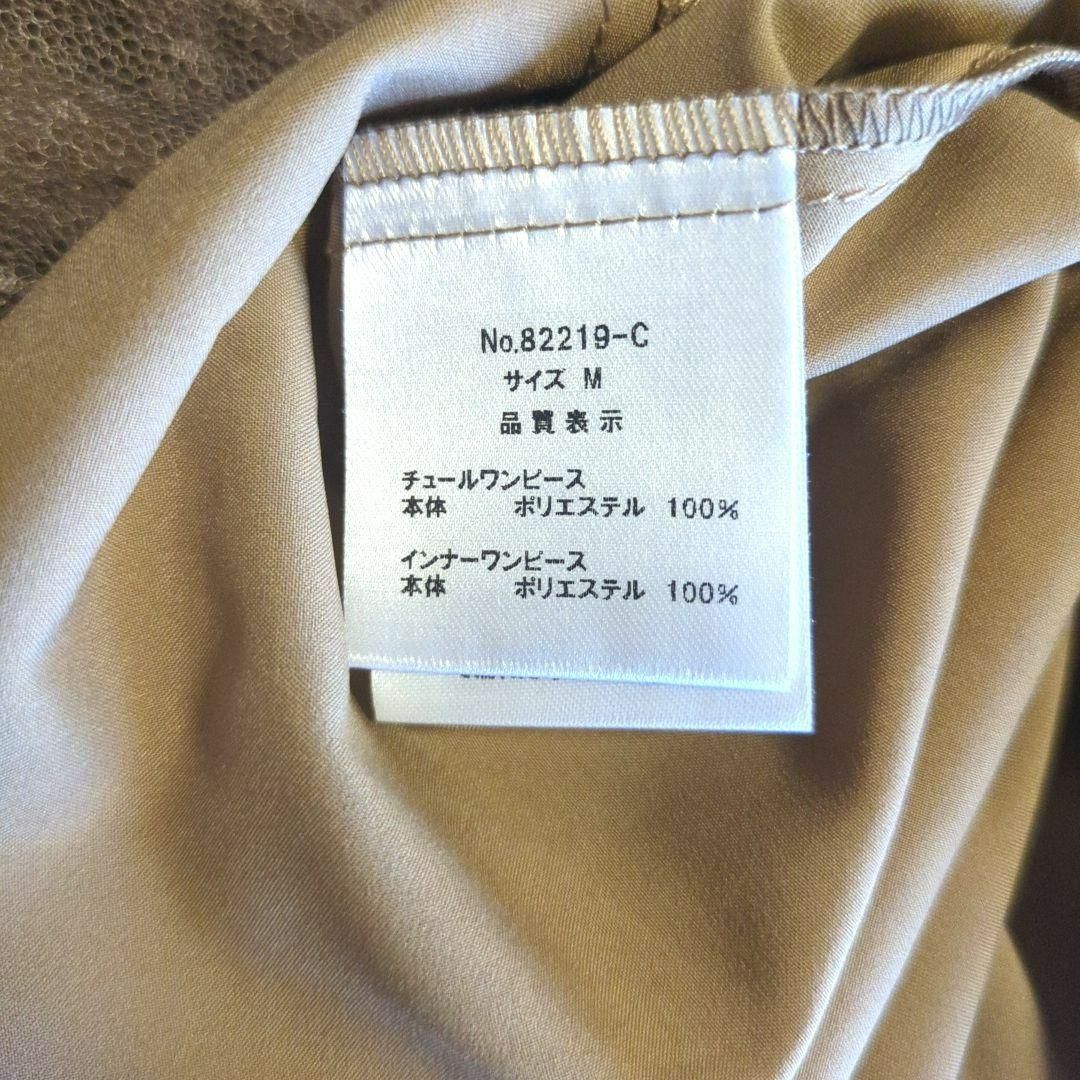 No.82219-C
サイズ M
品質表示
チュールワンピース
本体 ポリエステル 100%
インナーワンピース
本体 ポリエステル 100%